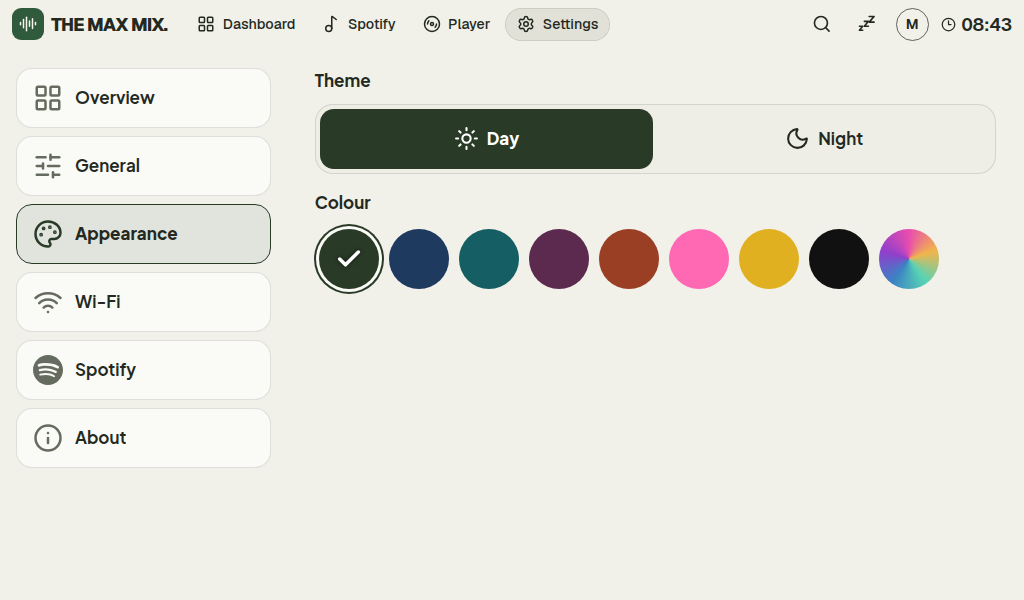 THE MAX MIX.
Dashboard
Spotify
Player
Settings
M
08:43
Overview
General
Appearance
Wi-Fi
Spotify
About
Theme
Day
Night
Colour